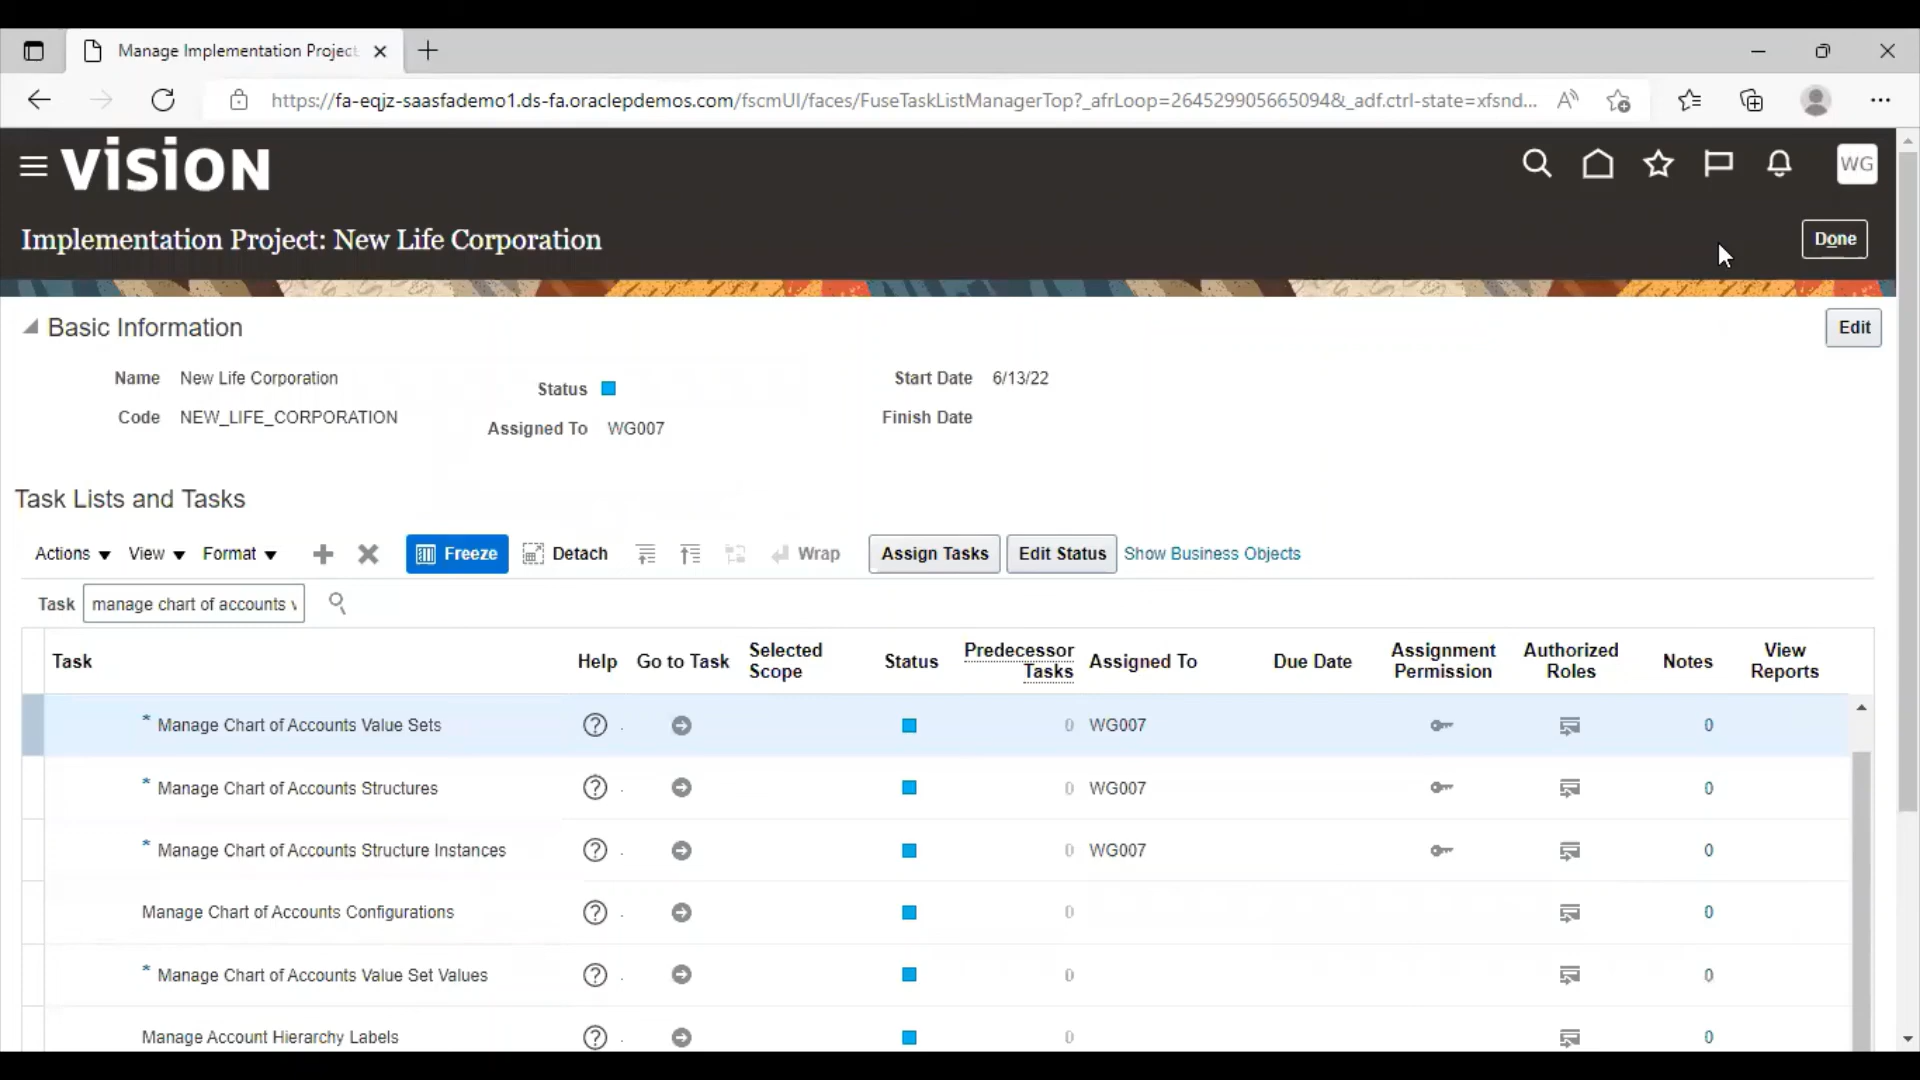 Manage Implementation Project
https://fa-eqjz-saasfademo1.ds-fa.oraclepdemos.com/fscmUI/faces/FuseTaskListManagerTop?_afrLoop=264529905665094&_adf.ctrl-state=xfsnd...
VISION
WG
Implementation Project: New Life Corporation
Done
Basic Information
Edit
Name New Life Corporation
Status
Start Date 6/13/22
Code NEW_LIFE_CORPORATION
Assigned To WG007
Finish Date
Task Lists and Tasks
Actions View Format Freeze Detach Wrap Assign Tasks Edit Status Show Business Objects
Task manage chart of accounts
Task Help Go to Task Selected Scope Status Predecessor Tasks Assigned To Due Date Assignment Permission Authorized Roles Notes View Reports
* Manage Chart of Accounts Value Sets 0 WG007 0
* Manage Chart of Accounts Structures 0 WG007 0
* Manage Chart of Accounts Structure Instances 0 WG007 0
Manage Chart of Accounts Configurations 0 0
* Manage Chart of Accounts Value Set Values 0 0
Manage Account Hierarchy Labels 0 0